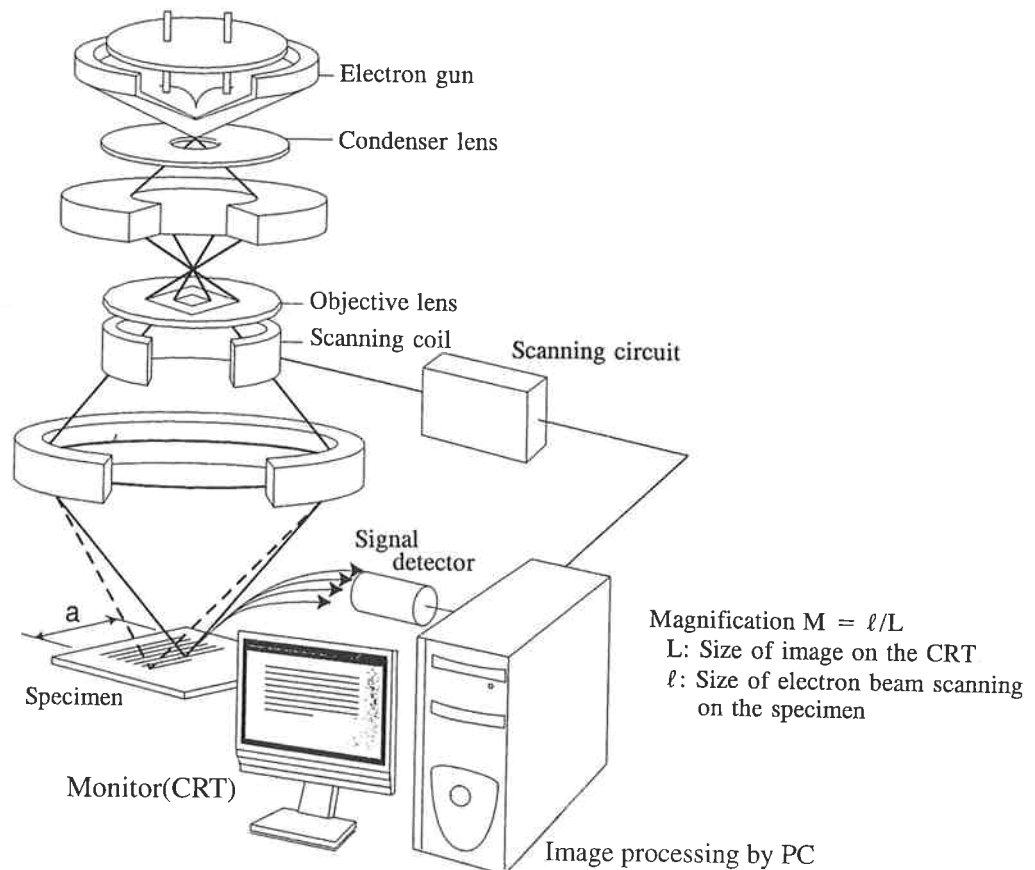 Electron gun
Condenser lens
Objective lens
Scanning coil
Scanning circuit
Signal
detector
a
Specimen
Magnification M = ℓ/L
L: Size of image on the CRT
ℓ: Size of electron beam scanning
on the specimen
Monitor(CRT)
Image processing by PC